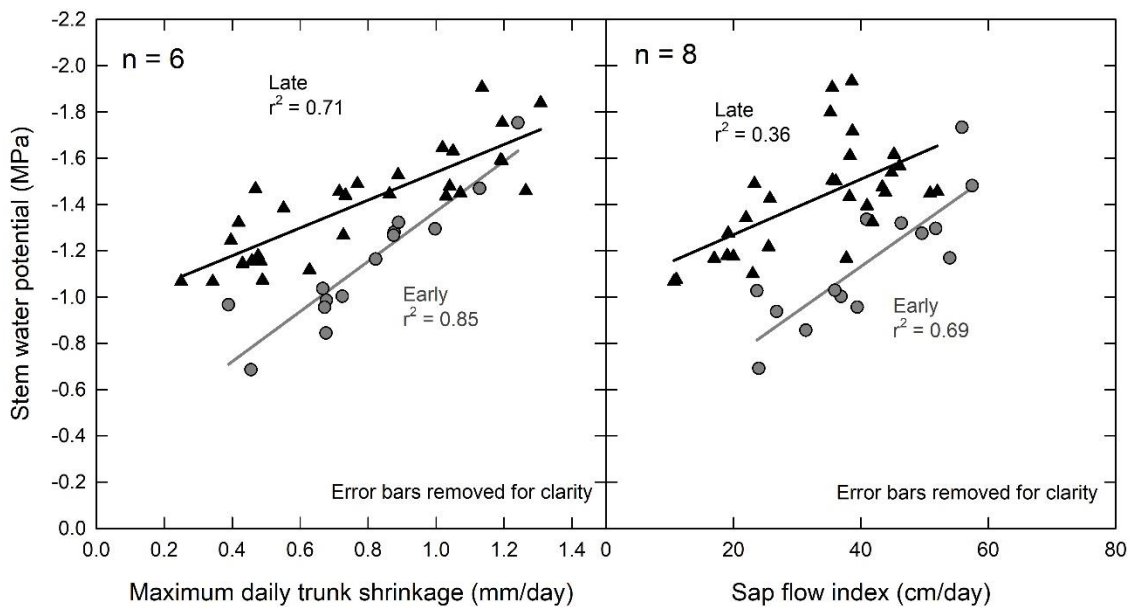 -2.2
-2.0
-1.8
-1.6
-1.4
-1.2
-1.0
-0.8
-0.6
-0.4
-0.2
0.0
Stem water potential (MPa)
n = 6
Late
r² = 0.71
Early
r² = 0.85
Error bars removed for clarity
0.0 0.2 0.4 0.6 0.8 1.0 1.2 1.4
Maximum daily trunk shrinkage (mm/day)
n = 8
Late
r² = 0.36
Early
r² = 0.69
Error bars removed for clarity
0 20 40 60 80
Sap flow index (cm/day)